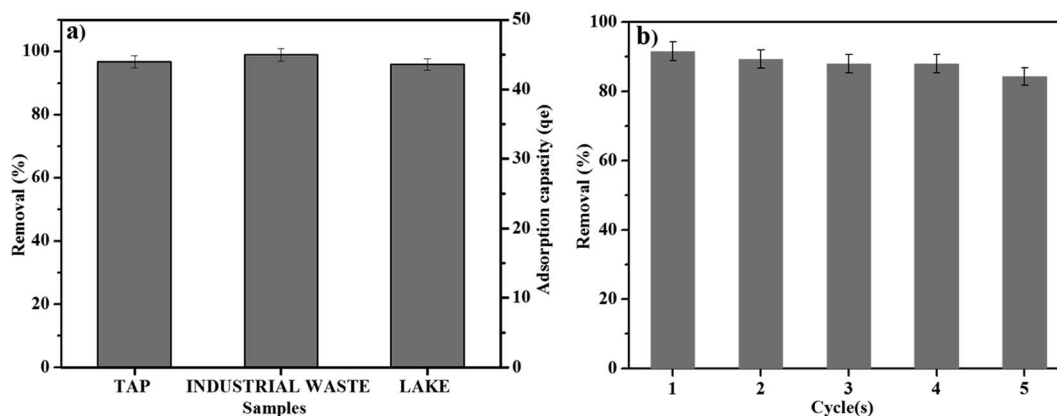 a)
Removal (%)
100
80
60
40
20
0
50
40
30
20
10
0
Adsorption capacity (qe)
TAP INDUSTRIAL WASTE LAKE
Samples
b)
Removal (%)
100
80
60
40
20
0
1 2 3 4 5
Cycle(s)